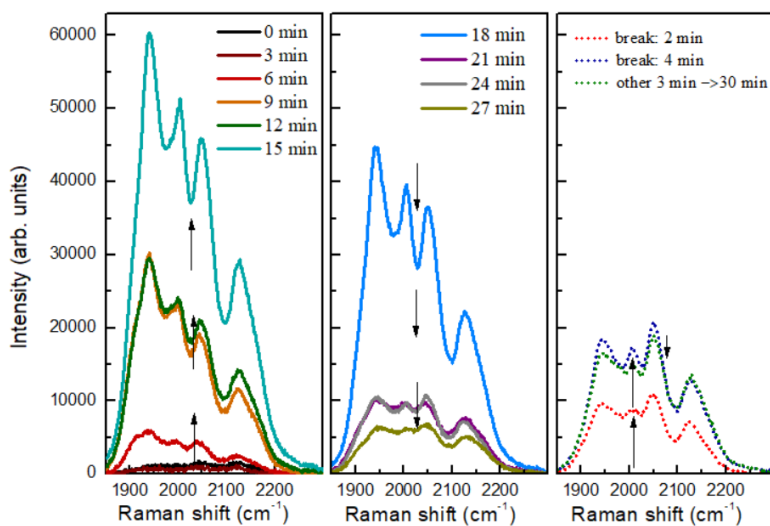 60000
50000
40000
30000
20000
10000
0
Intensity (arb. units)
0 min
3 min
6 min
9 min
12 min
15 min
1900 2000 2100 2200
Raman shift (cm⁻¹)
18 min
21 min
24 min
27 min
1900 2000 2100 2200
Raman shift (cm⁻¹)
break: 2 min
break: 4 min
other 3 min –>30 min
1900 2000 2100 2200
Raman shift (cm⁻¹)